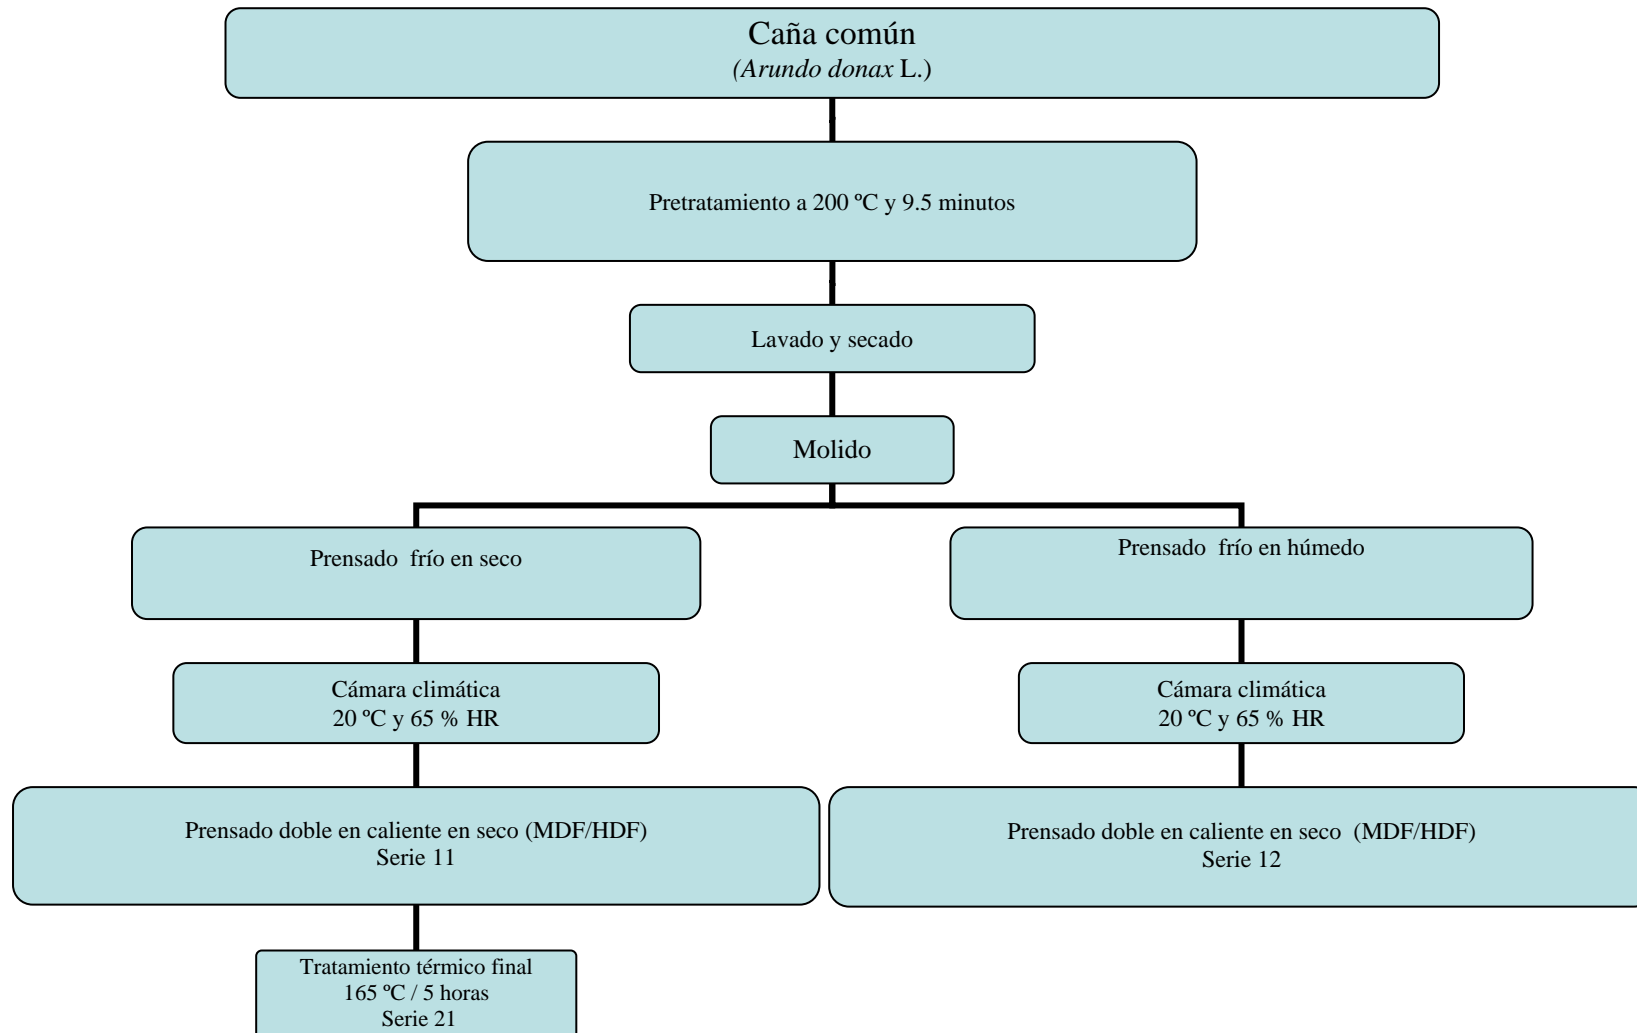 Caña común
(Arundo donax L.)
Pretratamiento a 200 ºC y 9.5 minutos
Lavado y secado
Molido
Prensado frío en seco
Prensado frío en húmedo
Cámara climática
20 ºC y 65 % HR
Cámara climática
20 ºC y 65 % HR
Prensado doble en caliente en seco (MDF/HDF)
Serie 11
Prensado doble en caliente en seco (MDF/HDF)
Serie 12
Tratamiento térmico final
165 ºC / 5 horas
Serie 21